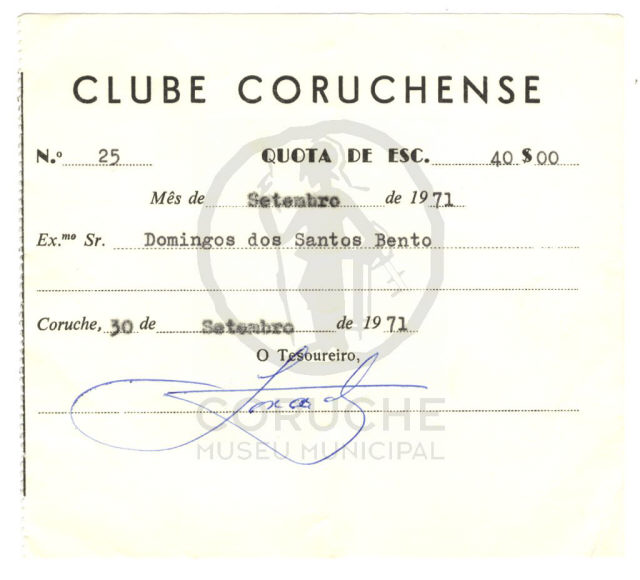 CLUBE CORUCHENSE
N.º 25 QUOTA DE ESC. 40 $ 00
Mês de Setembro de 1971
Ex.mo Sr. Domingos dos Santos Bento
Coruche, 30 de Setembro de 1971
O Tesoureiro,
CORUCHE
MUSEU MUNICIPAL